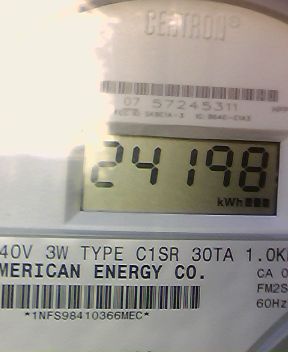 CENTRON®
07 57245311
24198
kWh
40V 3W TYPE C1SR 30TA 1.0K
MERICAN ENERGY CO.
CA 0
FM2S
60Hz
*1NFS98410366MEC*